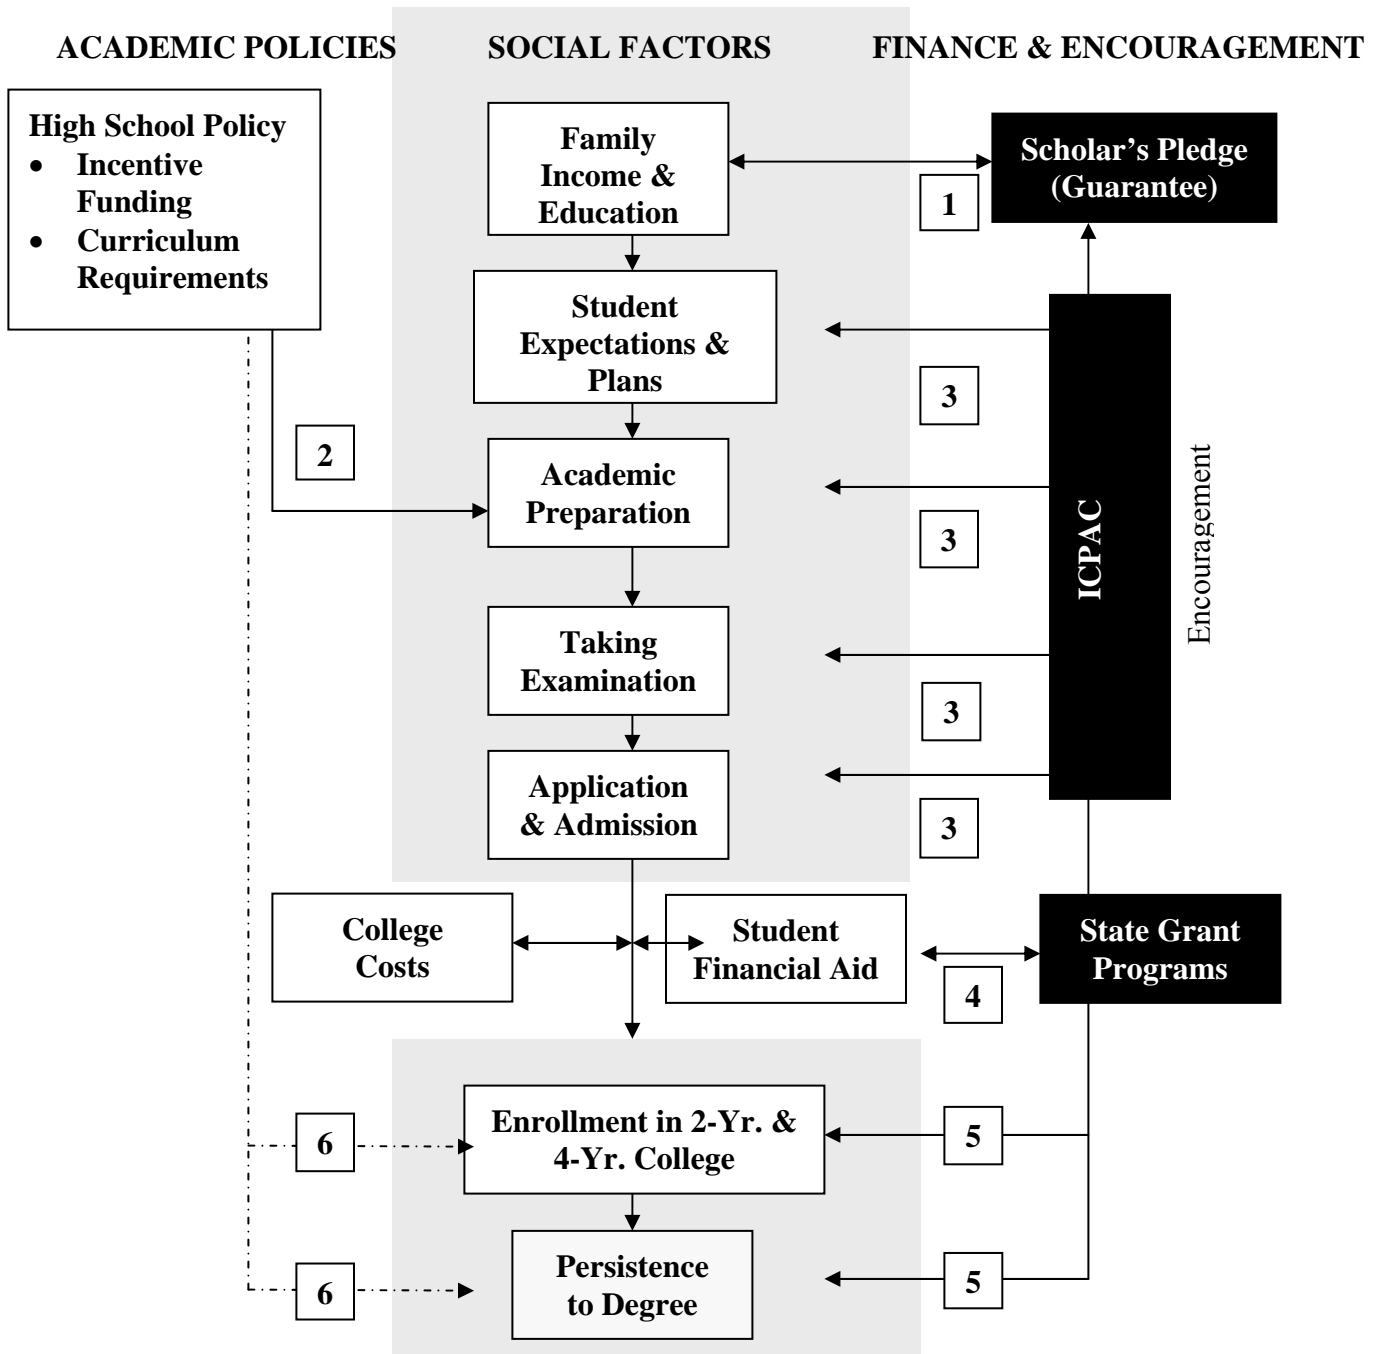 ACADEMIC POLICIES
SOCIAL FACTORS
FINANCE & ENCOURAGEMENT
High School Policy
• Incentive
Funding
• Curriculum
Requirements
Family
Income &
Education
1
Scholar’s Pledge
(Guarantee)
Student
Expectations &
Plans
3
2
Academic
Preparation
3
ICPAC
Encouragement
Taking
Examination
3
Application
& Admission
3
College
Costs
Student
Financial Aid
4
State Grant
Programs
6
Enrollment in 2-Yr. &
4-Yr. College
5
6
Persistence
to Degree
5